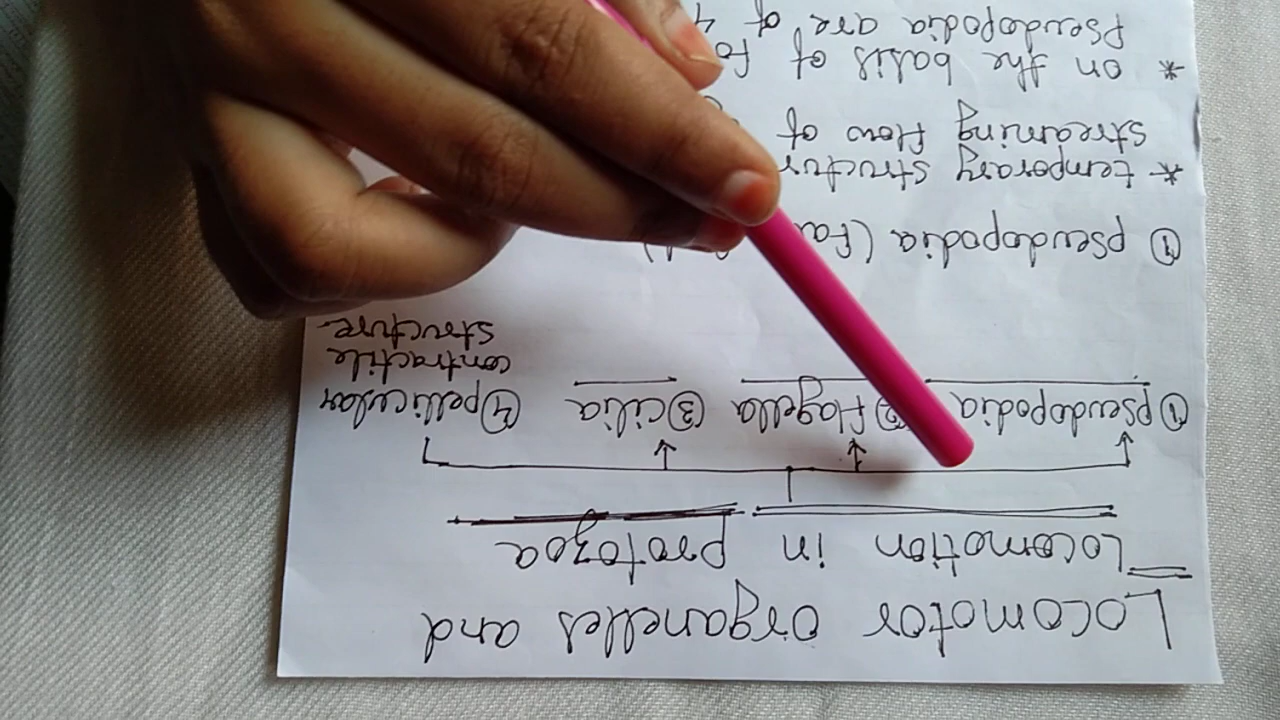 Locomotor organelles and
Locomotion in protozoa
① pseudopodia ② Flagella ③ cilia ④ pellicular
contractile
structure
① pseudopodia (
* temporary
streaming flow of
* on the basis of
pseudopodia are of 4